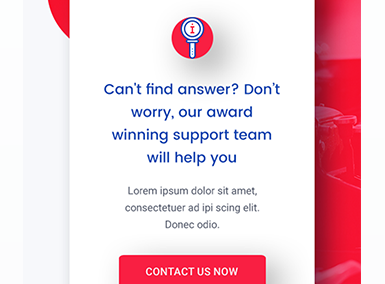 Can't find answer? Don't
worry, our award
winning support team
will help you
Lorem ipsum dolor sit amet,
consectetuer ad ipi scing elit.
Donec odio.
CONTACT US NOW